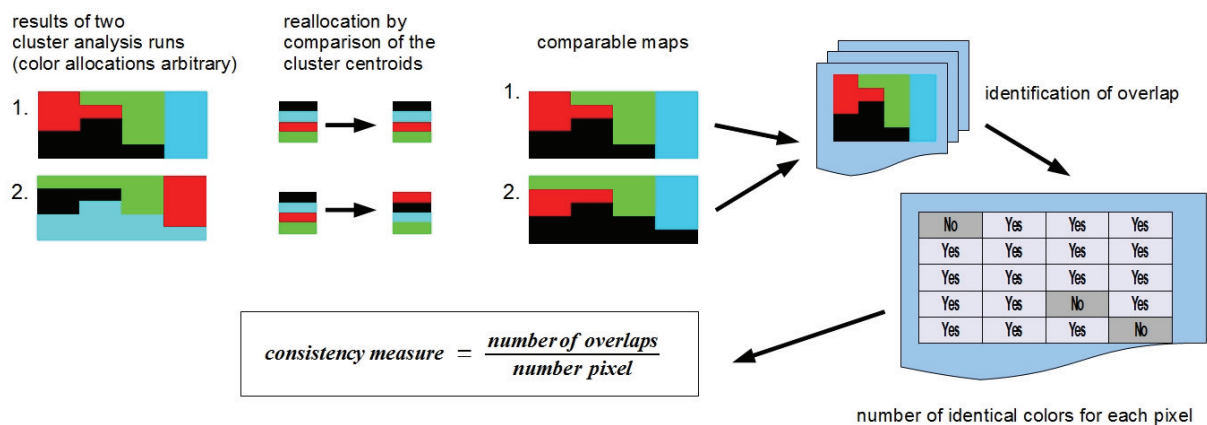 results of two
cluster analysis runs
(color allocations arbitrary)
reallocation by
comparison of the
cluster centroids
comparable maps
1.
2.
1.
2.
identification of overlap
No Yes Yes Yes
Yes Yes Yes Yes
Yes Yes Yes Yes
Yes Yes No Yes
Yes Yes Yes No
number of identical colors for each pixel
consistency measure = number of overlaps
number pixel